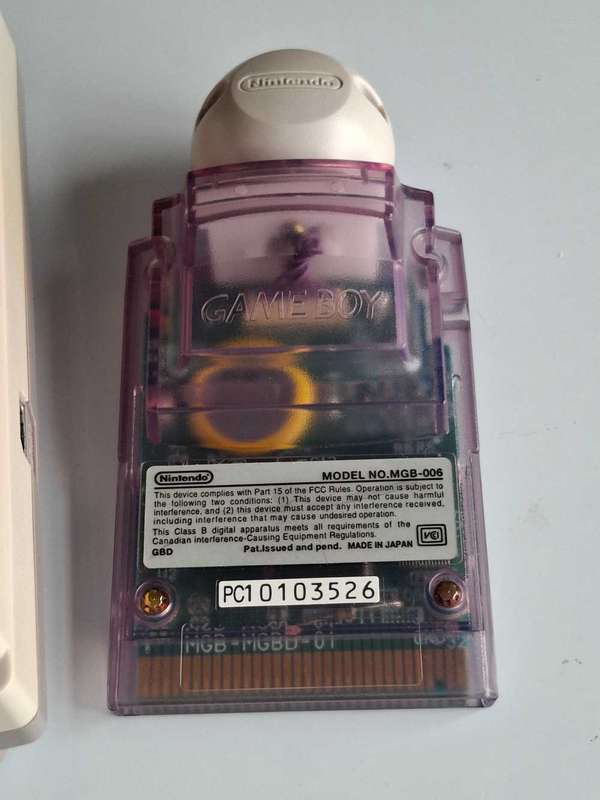 Nintendo
GAME BOY
Nintendo MODEL NO.MGB-006
This device complies with Part 15 of the FCC Rules. Operation is subject to
the following two conditions: (1) This device may not cause harmful
interference, and (2) this device must accept any interference received,
including interference that may cause undesired operation.
This Class B digital apparatus meets all requirements of the
Canadian Interference-Causing Equipment Regulations.
GBD Pat.Issued and pend. MADE IN JAPAN
PC10103526
MGB-MGBD-01